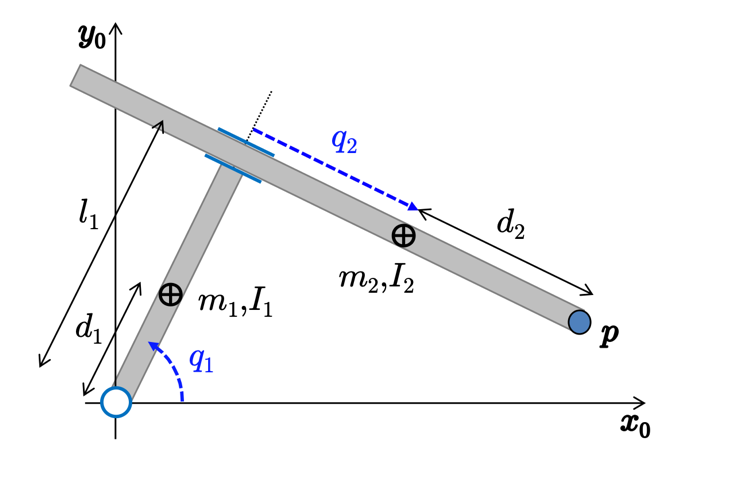 y₀
q₂
l₁
d₂
m₂,I₂
m₁,I₁
d₁
p
q₁
x₀